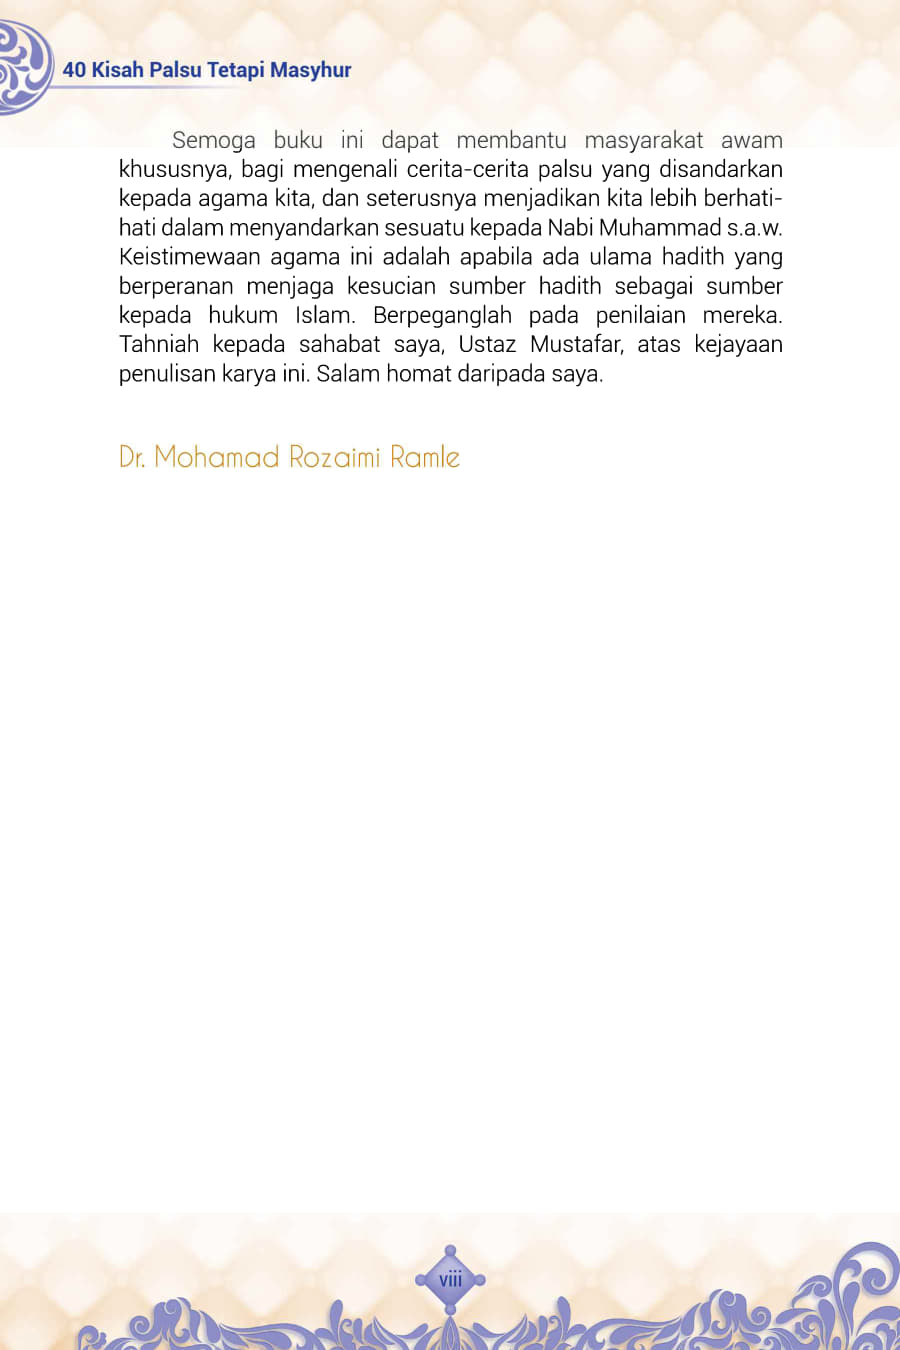 40 Kisah Palsu Tetapi Masyhur
Semoga buku ini dapat membantu masyarakat awam
khususnya, bagi mengenali cerita-cerita palsu yang disandarkan
kepada agama kita, dan seterusnya menjadikan kita lebih berhati-
hati dalam menyandarkan sesuatu kepada Nabi Muhammad s.a.w.
Keistimewaan agama ini adalah apabila ada ulama hadith yang
berperanan menjaga kesucian sumber hadith sebagai sumber
kepada hukum Islam. Berpeganglah pada penilaian mereka.
Tahniah kepada sahabat saya, Ustaz Mustafar, atas kejayaan
penulisan karya ini. Salam homat daripada saya.
Dr. Mohamad Rozaimi Ramle
viii